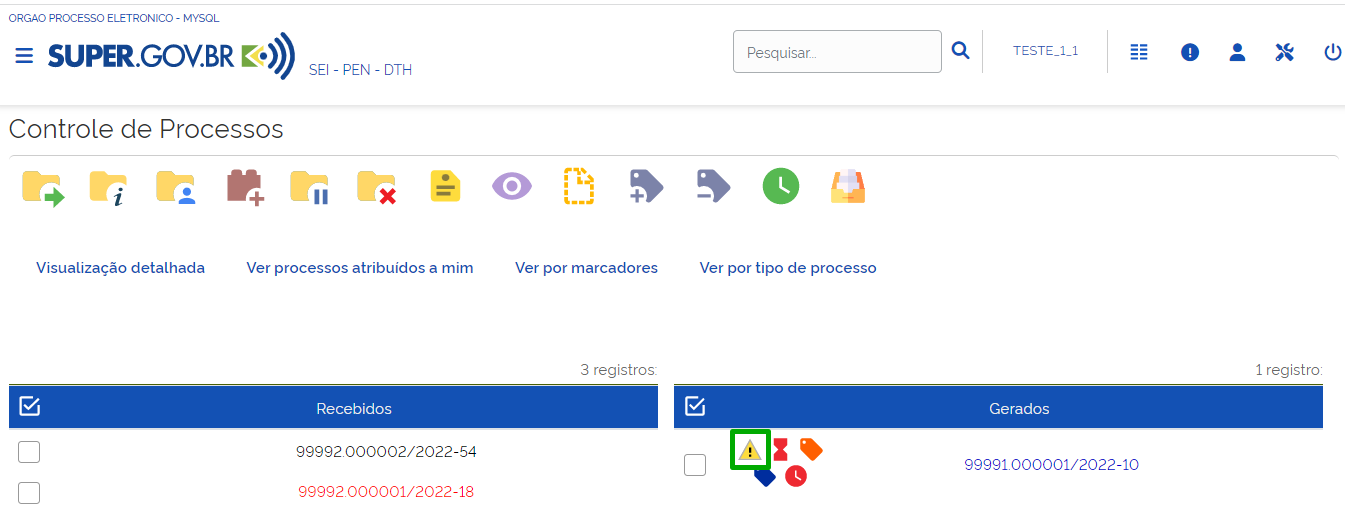 ORGAO PROCESSO ELETRONICO - MYSQL
SUPER.GOV.BR
SEI - PEN - DTH
Pesquisar...
TESTE_1_1
Controle de Processos
Visualização detalhada
Ver processos atribuídos a mim
Ver por marcadores
Ver por tipo de processo
3 registros:
1 registro:
Recebidos
Gerados
99992.000002/2022-54
99992.000001/2022-18
99991.000001/2022-10